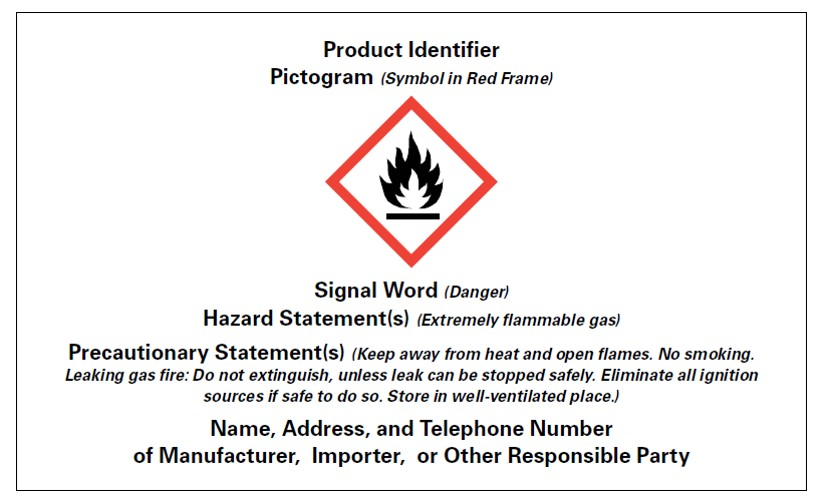 Product Identifier
Pictogram (Symbol in Red Frame)
Signal Word (Danger)
Hazard Statement(s) (Extremely flammable gas)
Precautionary Statement(s) (Keep away from heat and open flames. No smoking.
Leaking gas fire: Do not extinguish, unless leak can be stopped safely. Eliminate all ignition
sources if safe to do so. Store in well-ventilated place.)
Name, Address, and Telephone Number
of Manufacturer, Importer, or Other Responsible Party